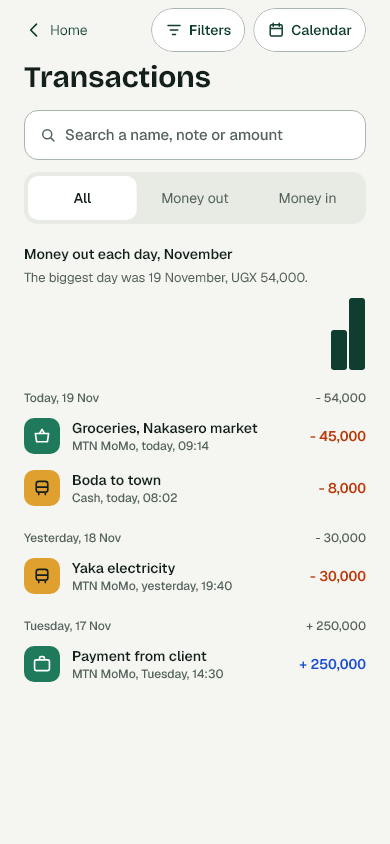 Home
Filters
Calendar
Transactions
Search a name, note or amount
All
Money out
Money in
Money out each day, November
The biggest day was 19 November, UGX 54,000.
Today, 19 Nov
- 54,000
Groceries, Nakasero market
MTN MoMo, today, 09:14
- 45,000
Boda to town
Cash, today, 08:02
- 8,000
Yesterday, 18 Nov
- 30,000
Yaka electricity
MTN MoMo, yesterday, 19:40
- 30,000
Tuesday, 17 Nov
+ 250,000
Payment from client
MTN MoMo, Tuesday, 14:30
+ 250,000